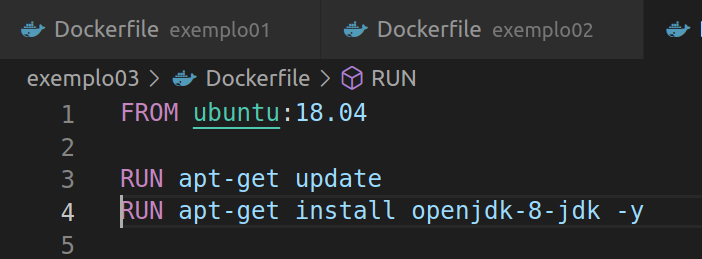 Dockerfile exemplo01 Dockerfile exemplo02
exemplo03 > Dockerfile > RUN
1 FROM ubuntu:18.04
2
3 RUN apt-get update
4 RUN apt-get install openjdk-8-jdk -y
5